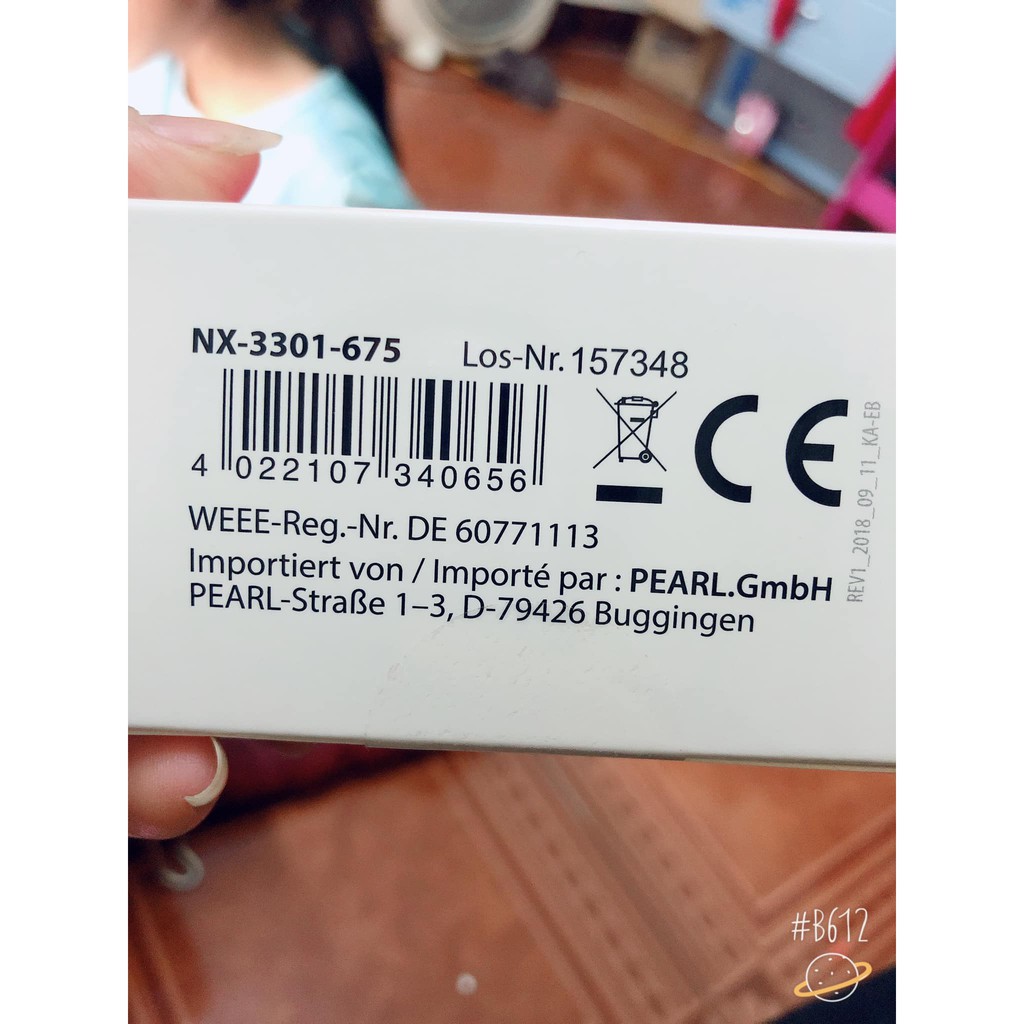 NX-3301-675 Los-Nr. 157348
4 022107 340656
CE
WEEE-Reg.-Nr. DE 60771113
Importiert von / Importé par : PEARL.GmbH
PEARL-Straße 1–3, D-79426 Buggingen
REV1_2018_09_11_KA-EB
#B612